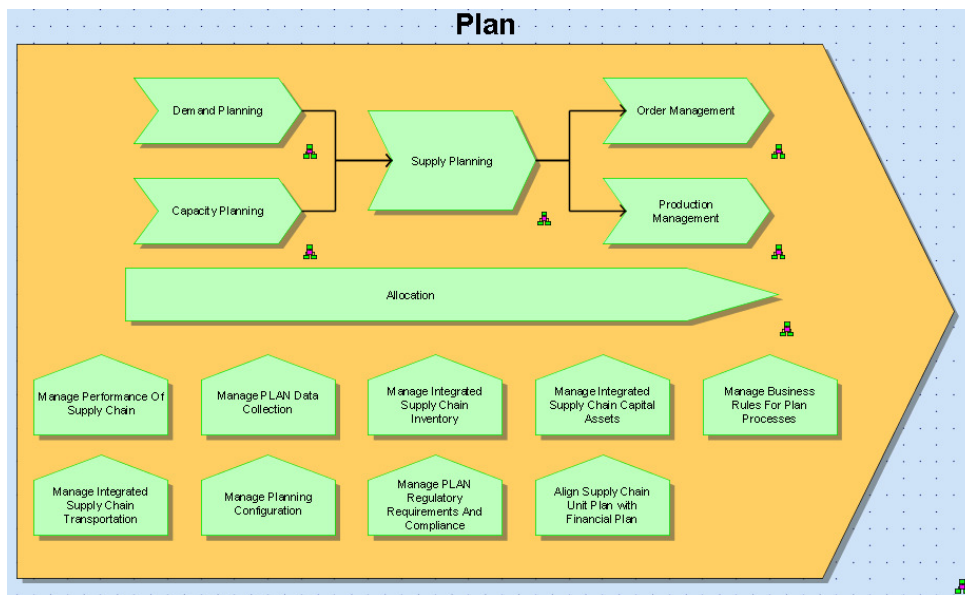 Plan
Demand Planning
Order Management
Supply Planning
Capacity Planning
Production
Management
Allocation
Manage Performance Of
Supply Chain
Manage PLAN Data
Collection
Manage Integrated
Supply Chain
Inventory
Manage Integrated
Supply Chain Capital
Assets
Manage Business
Rules For Plan
Processes
Manage Integrated
Supply Chain
Transportation
Manage Planning
Configuration
Manage PLAN
Regulatory
Requirements And
Compliance
Align Supply Chain
Unit Plan with
Financial Plan